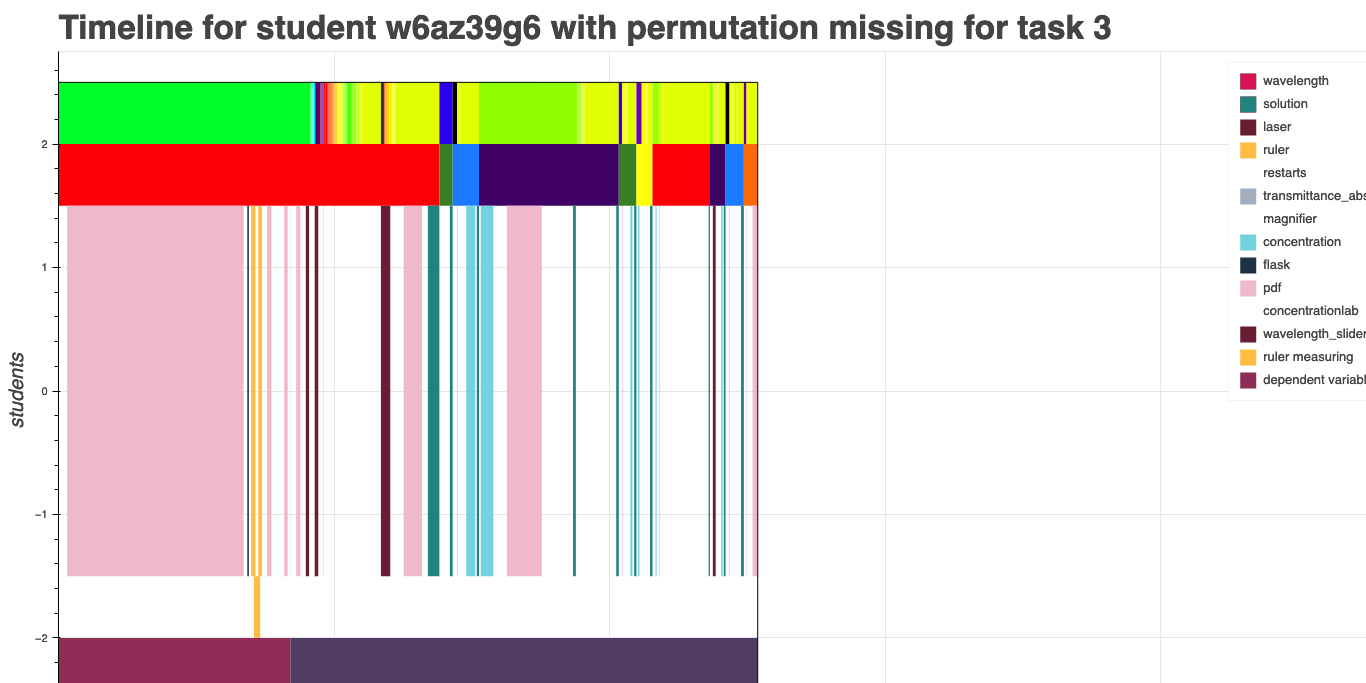 Timeline for student w6az39g6 with permutation missing for task 3
wavelength
solution
laser
ruler
restarts
transmittance_abs
magnifier
concentration
flask
pdf
concentrationlab
wavelength_slider
ruler measuring
dependent variabl
students
2
1
0
−1
−2